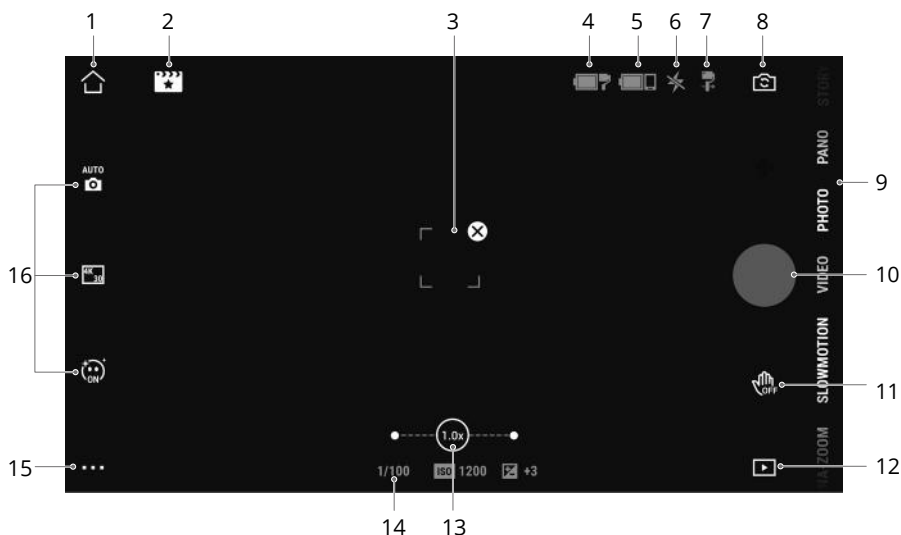 1 2 3 4 5 6 7 8
STORY
PANO
9
PHOTO
AUTO
16
4K
30
VIDEO
10
ON
SLOWMOTION
OFF
11
1.0x
15
ZOOM
12
1/100 ISO 1200 +3
14 13